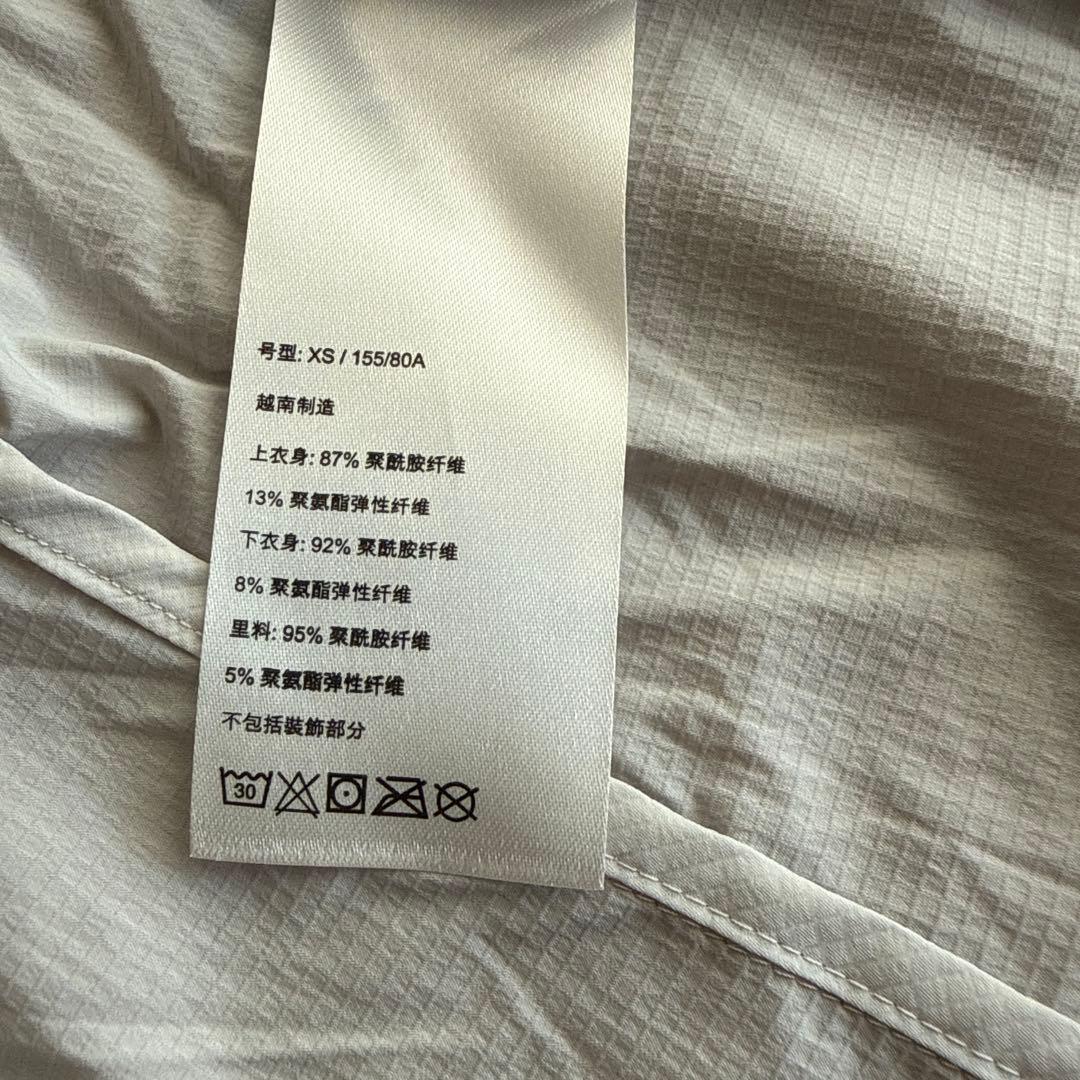 号型: XS / 155/80A
越南制造
上衣身: 87% 聚酰胺纤维
13% 聚氨酯弹性纤维
下衣身: 92% 聚酰胺纤维
8% 聚氨酯弹性纤维
里料: 95% 聚酰胺纤维
5% 聚氨酯弹性纤维
不包括裝飾部分
30